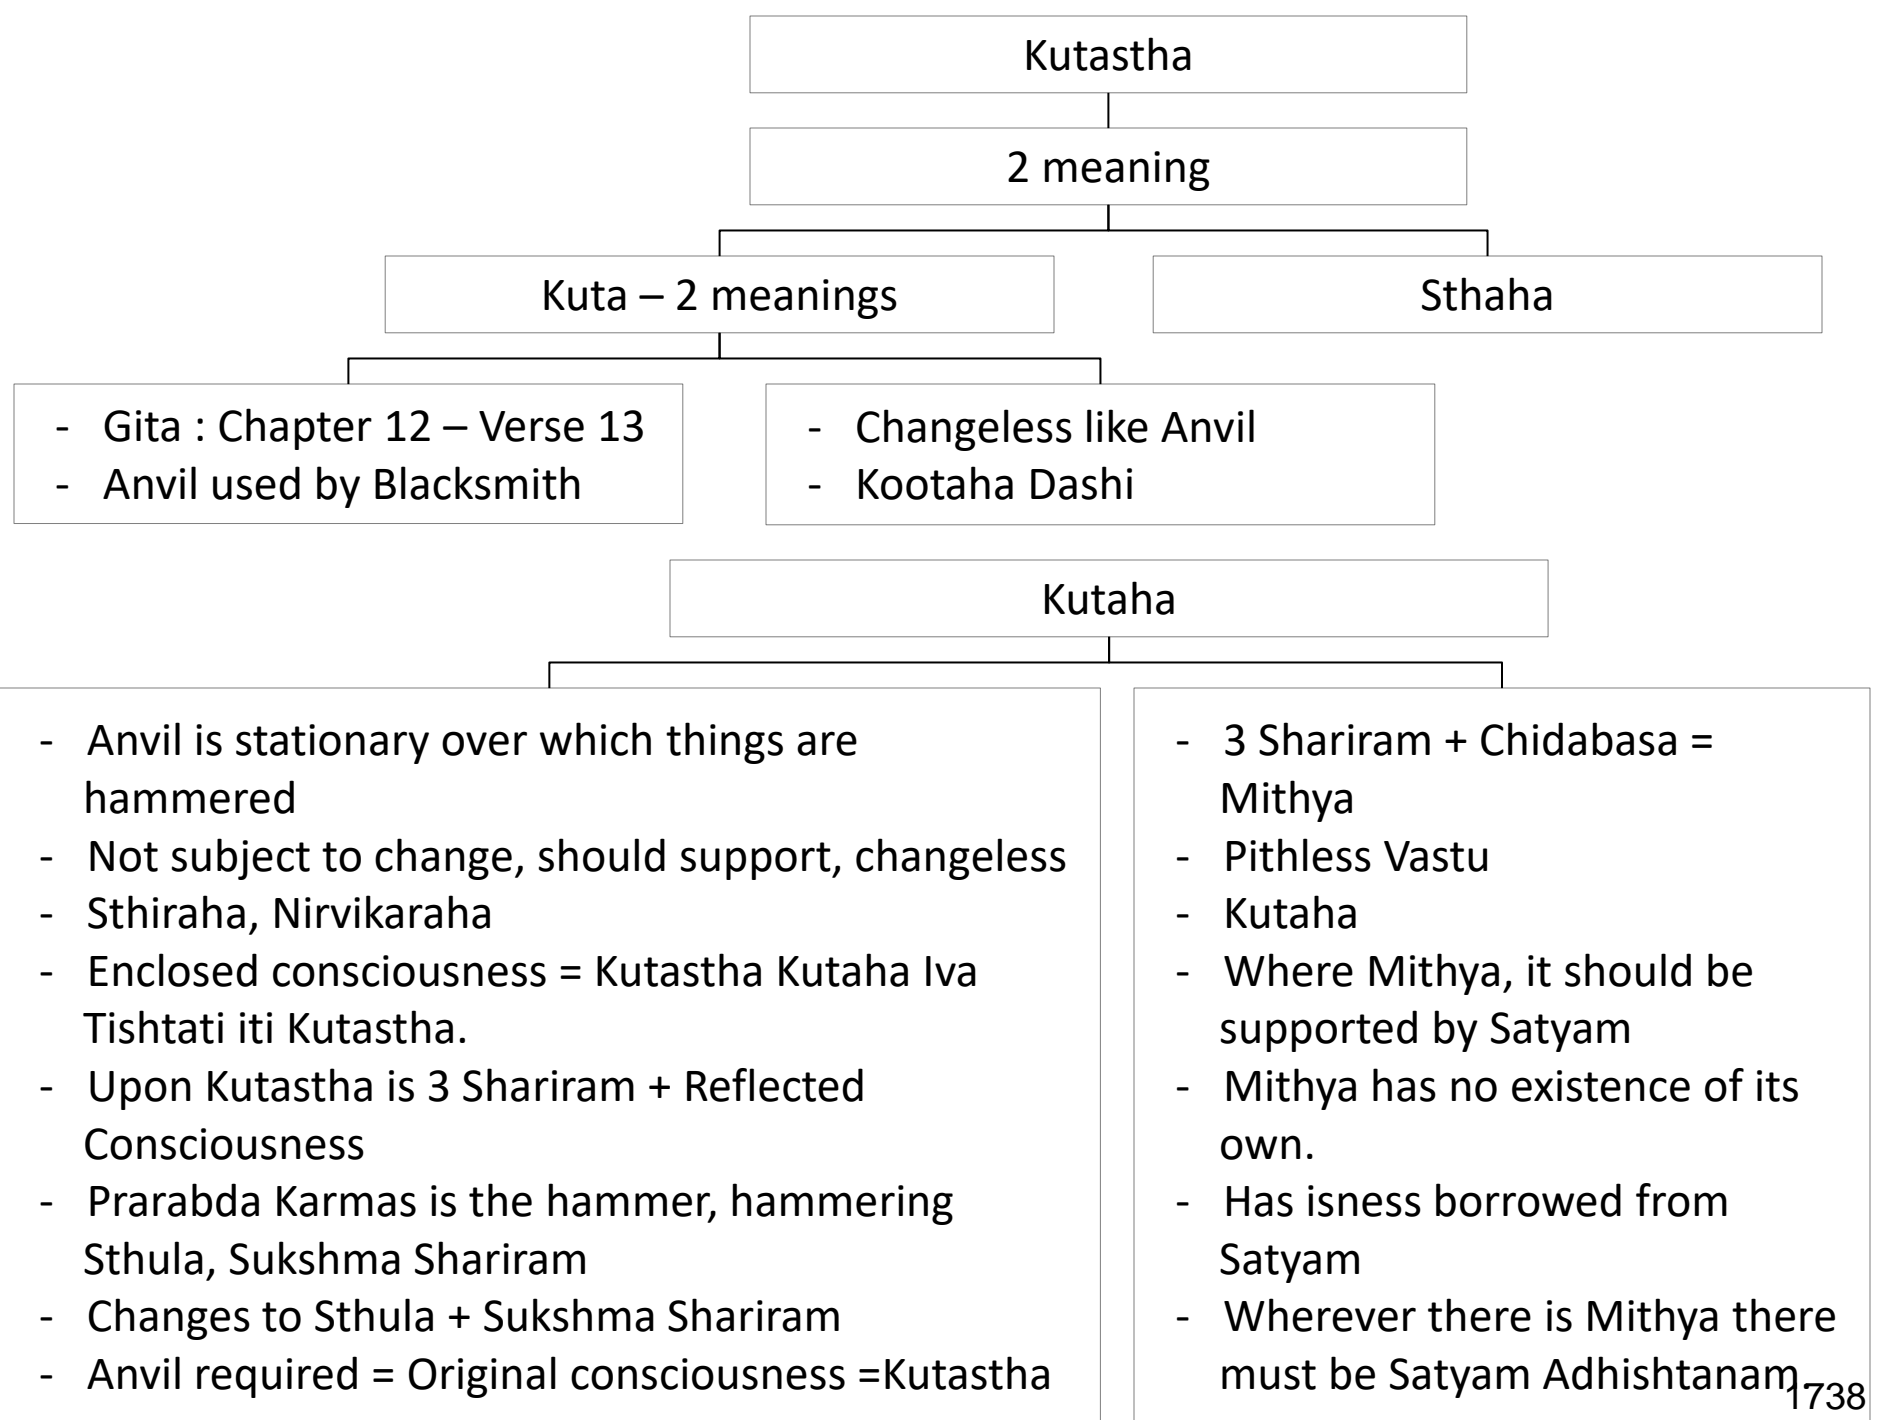 Kutastha
2 meaning
Kuta – 2 meanings
Sthaha
- Gita : Chapter 12 – Verse 13
- Anvil used by Blacksmith
- Changeless like Anvil
- Kootaha Dashi
Kutaha
- Anvil is stationary over which things are
hammered
- Not subject to change, should support, changeless
- Sthiraha, Nirvikaraha
- Enclosed consciousness = Kutastha Kutaha Iva
Tishtati iti Kutastha.
- Upon Kutastha is 3 Shariram + Reflected
Consciousness
- Prarabda Karmas is the hammer, hammering
Sthula, Sukshma Shariram
- Changes to Sthula + Sukshma Shariram
- Anvil required = Original consciousness =Kutastha
- 3 Shariram + Chidabasa =
Mithya
- Pithless Vastu
- Kutaha
- Where Mithya, it should be
supported by Satyam
- Mithya has no existence of its
own.
- Has isness borrowed from
Satyam
- Wherever there is Mithya there
must be Satyam Adhishtanam.
1738